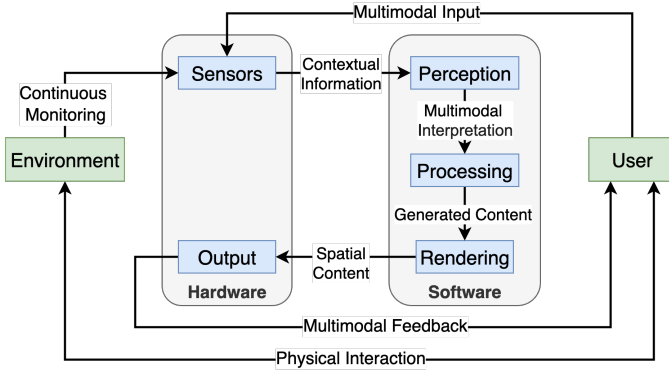 Multimodal Input
Sensors
Contextual
Information
Perception
Continuous
Monitoring
Multimodal
Interpretation
Environment
User
Processing
Generated Content
Output
Spatial
Content
Rendering
Hardware
Software
Multimodal Feedback
Physical Interaction